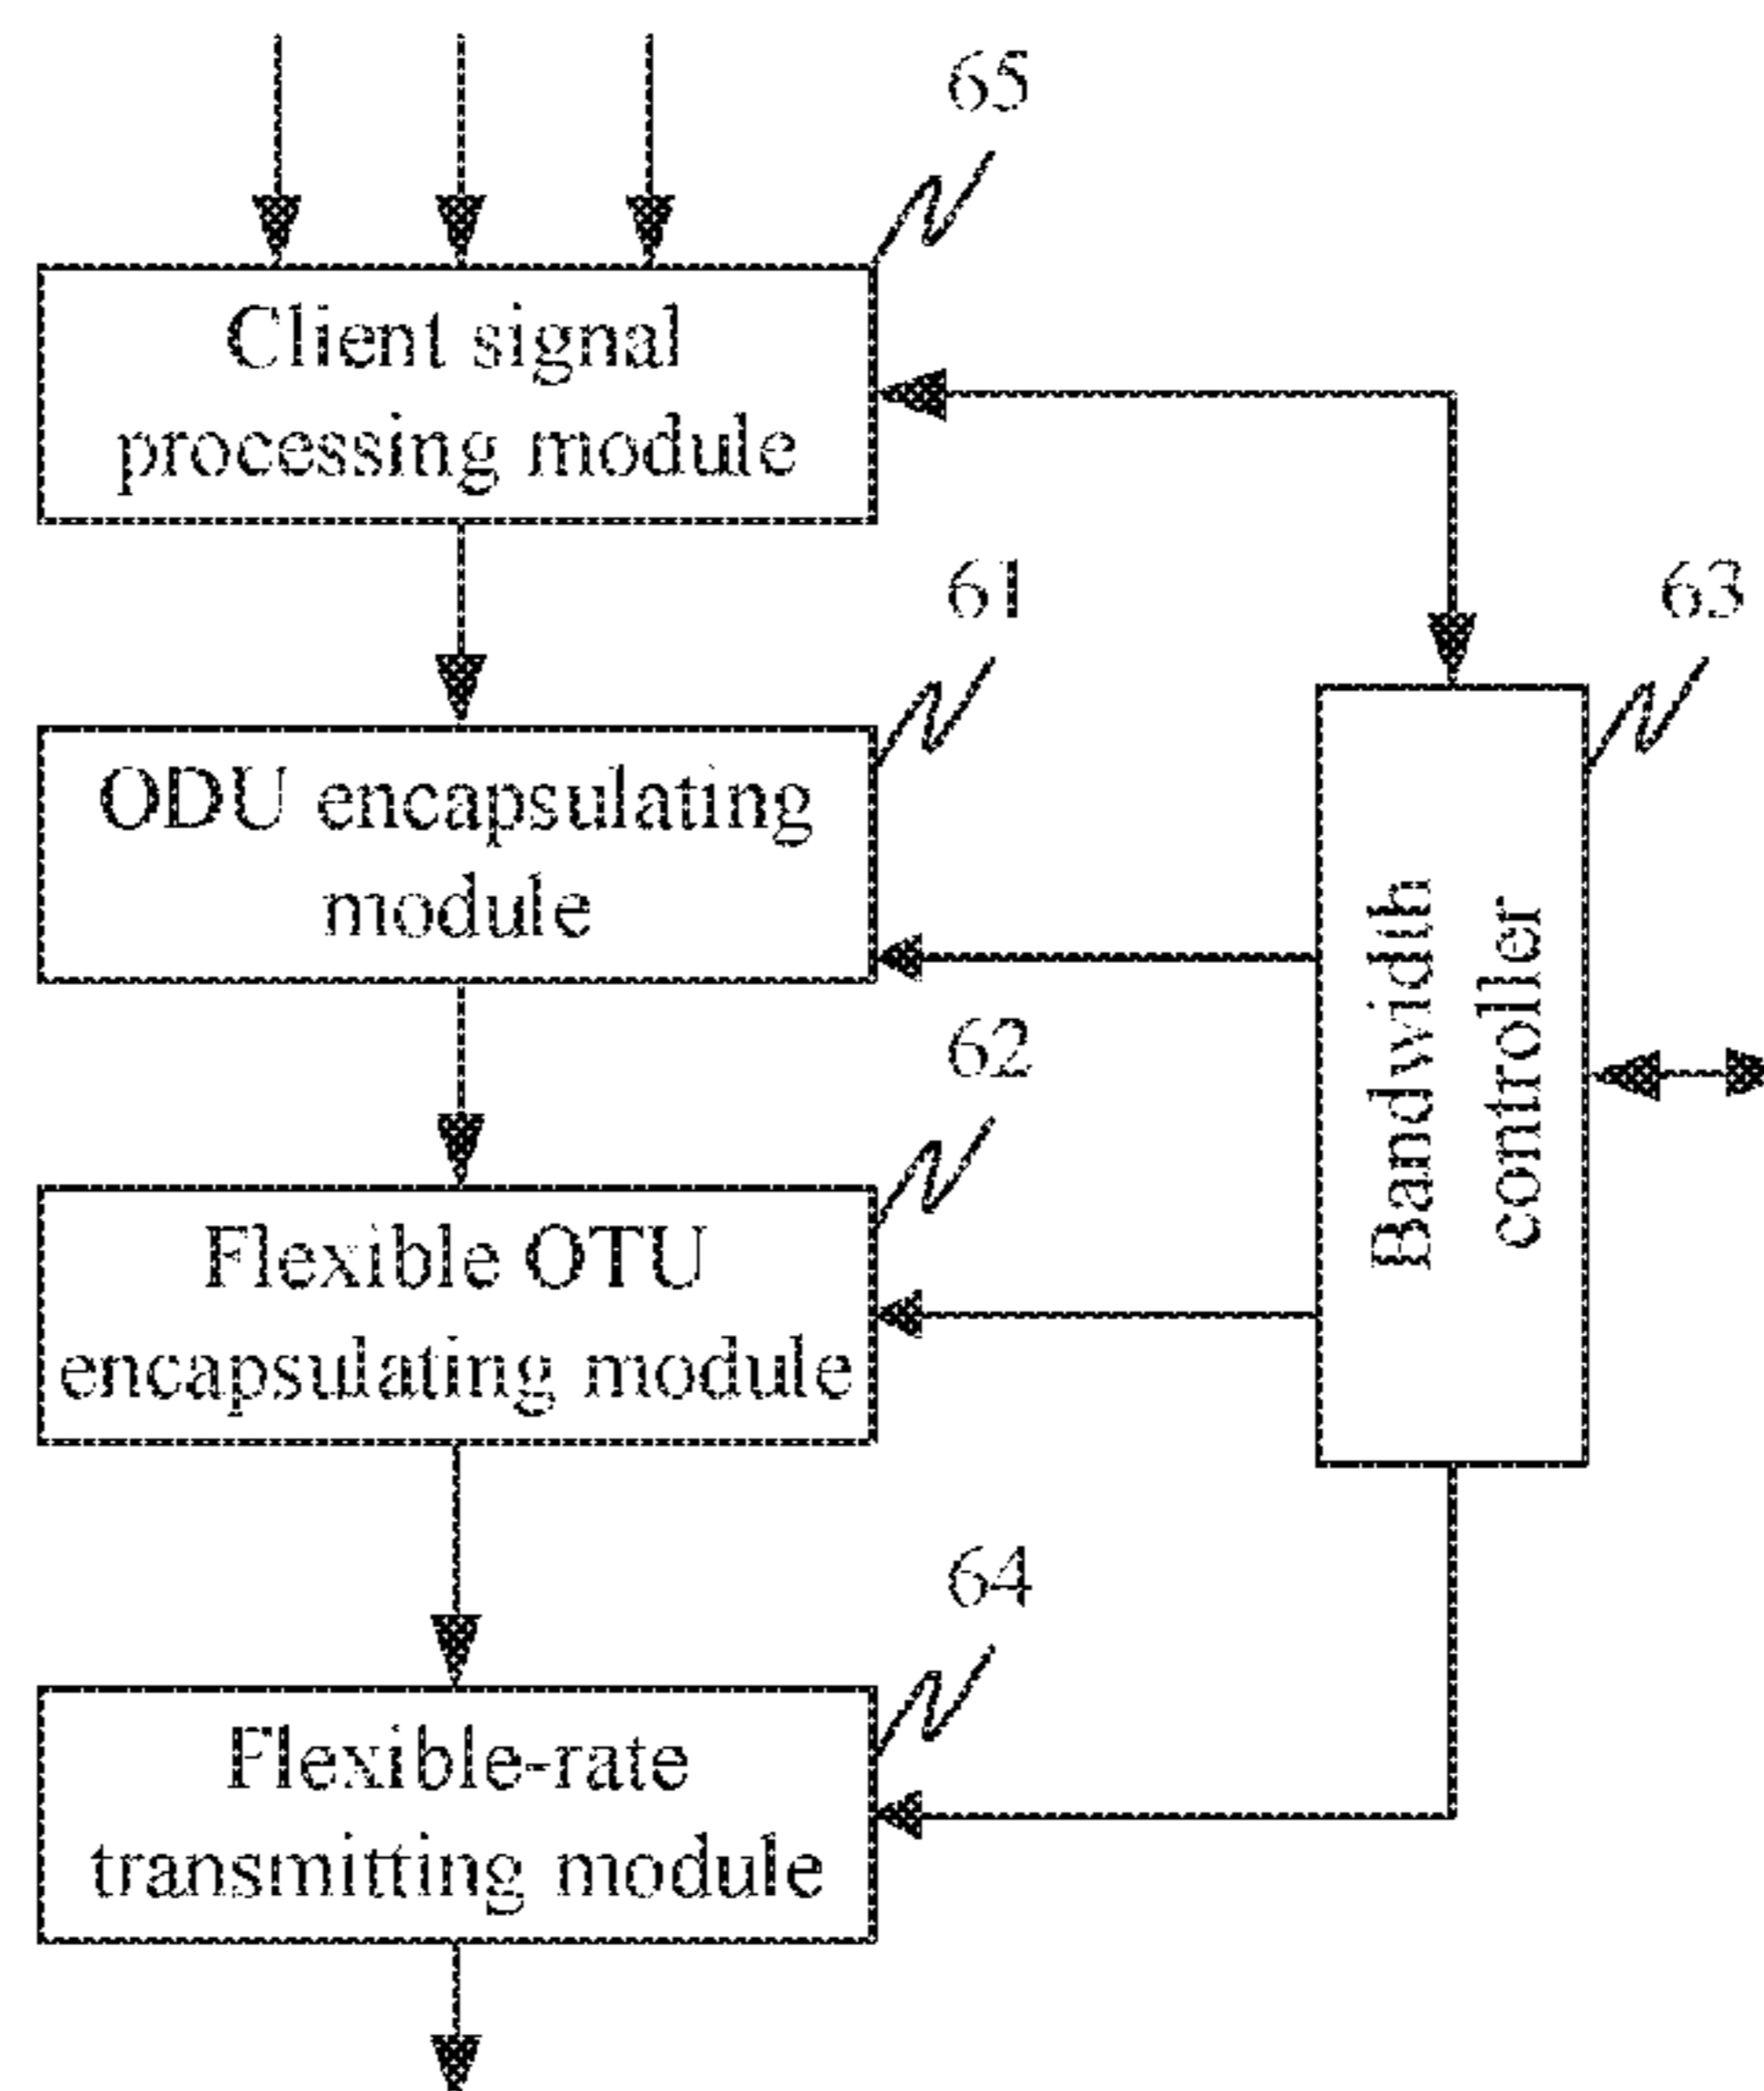 65
Client signal
processing module
61
63
ODU encapsulating
module
Bandwidth
controller
62
Flexible OTU
encapsulating module
64
Flexible-rate
transmitting module